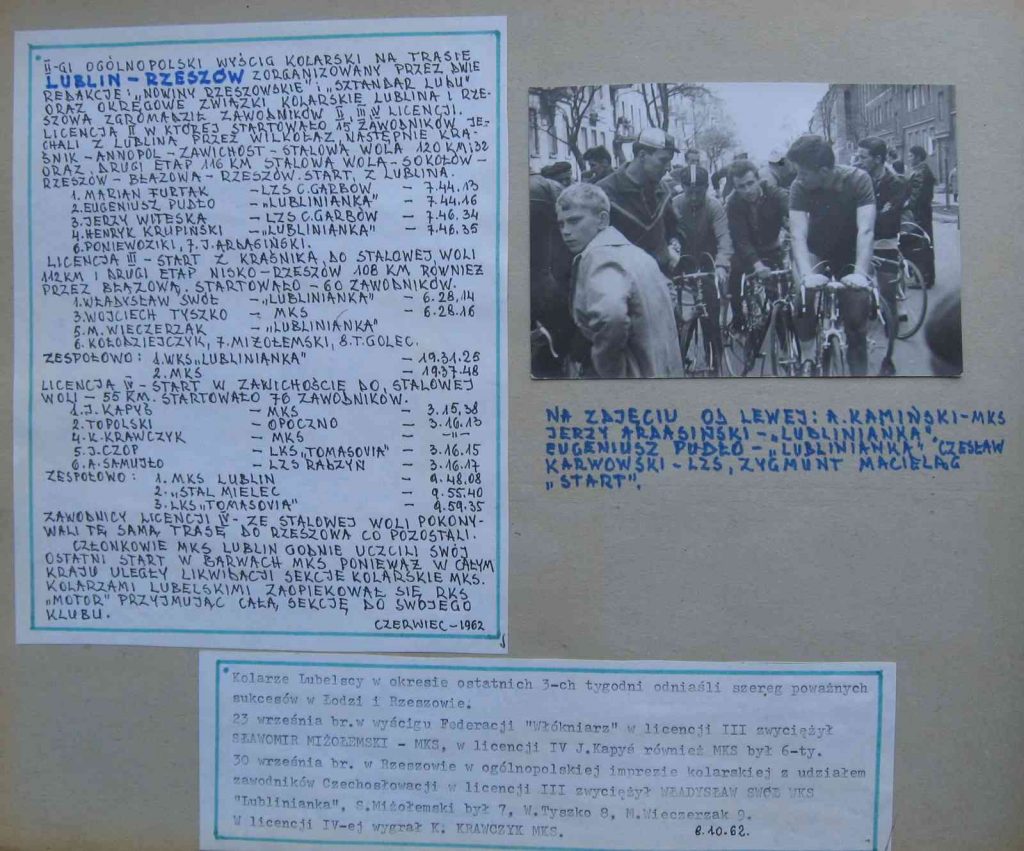 II-GI OGÓLNOPOLSKI WYŚCIG KOLARSKI NA TRASIE
LUBLIN – RZESZÓW ZORGANIZOWANY PRZEZ DWIE
REDAKCJE: „NOWINY RZESZOWSKIE" i „SZTANDAR LUDU"
ORAZ OKRĘGOWE ZWIĄZKI KOLARSKIE LUBLINA I RZE-
SZOWA ZGROMADZIŁ ZAWODNIKÓW II, III, IV LICENCJI.
LICENCJA II W KTÓREJ STARTOWAŁO 15 ZAWODNIKÓW JE-
CHALI Z LUBLINA PRZEZ WILKOŁAZ, NASTĘPNIE KRA-
ŚNIK – ANNOPOL – ZAWICHOST – STALOWA WOLA 120 KM
ORAZ DRUGI ETAP 116 KM STALOWA WOLA – SOKOŁÓW –
RZESZÓW – BŁAZOWA – RZESZÓW. START Z LUBLINA.
1. MARIAN FURTAK – LZS C. GARBÓW – 7.44.13
2. EUGENIUSZ PUDŁO – „LUBLINIANKA" – 7.44.16
3. JERZY WITESKA – LZS C. GARBÓW – 7.46.34
4. HENRYK KRUPIŃSKI – „LUBLINIANKA" – 7.46.35
6. PONIEWOZIKI, 7. J. ARBASIŃSKI.
LICENCJA III – START Z KRAŚNIKA DO STALOWEJ WOLI
112KM I DRUGI ETAP NISKO – RZESZÓW 108 KM RÓWNIEŻ
PRZEZ BŁAZOWĄ. STARTOWAŁO – 60 ZAWODNIKÓW.
1. WŁADYSŁAW SWÓŁ – „LUBLINIANKA" – 6.28.14
3. WOJCIECH TYSZKO – MKS – 6.28.16
5. M. WIECZERZAK – „LUBLINIANKA"
6. KOŁODZIEJCZYK, 7. MIZOŁEMSKI, 8. T. GOLEC.
ZESPOŁOWO: 1. WKS „LUBLINIANKA" – 19.31.25
2. MKS – 19.37.48
LICENCJA IV – START W ZAWICHOŚCIE DO STALOWEJ
WOLI – 55 KM. STARTOWAŁO 76 ZAWODNIKÓW.
1. J. KAPYŚ – MKS – 3.15,38
2. TOPOLSKI – OPOCZNO – 3.16.13
4. K. KRAWCZYK – MKS – –"–
5. J. CZOP – LKS „TOMASOVIA" – 3.16.15
6. A. SAMUJŁO – LZS RADZYŃ – 3.16.17
ZESPOŁOWO: 1. MKS LUBLIN – 9.48.08
2. „STAL MIELEC – 9.55.40
3. LKS „TOMASOVIA" – 9.59.35
ZAWODNICY LICENCJI IV – ZE STALOWEJ WOLI POKONY-
WALI TĘ SAMĄ TRASĘ DO RZESZOWA CO POZOSTALI.
CZŁONKOWIE MKS LUBLIN GODNIE UCZCILI SWÓJ
OSTATNI START W BARWACH MKS PONIEWAŻ W CAŁYM
KRAJU ULEGŁY LIKWIDACJI SEKCJE KOLARSKIE MKS.
KOLARZAMI LUBELSKIMI ZAOPIEKOWAŁ SIĘ RKS
„MOTOR" PRZYJMUJĄC CAŁĄ SEKCJĘ DO SWOJEGO
KLUBU.
CZERWIEC – 1962
NA ZDJĘCIU OD LEWEJ: A. KAMIŃSKI – MKS
JERZY ARBASIŃSKI – „LUBLINIANKA",
EUGENIUSZ PUDŁO – „LUBLINIANKA" CZESŁAW
KARWOWSKI – LZS, ZYGMUNT MACIELĄG
„START".
Kolarze Lubelscy w okresie ostatnich 3-ch tygodni odnieśli szereg poważnych
sukcesów w Łodzi i Rzeszowie.
23 września br.w wyścigu Federacji "Włókniarz" w licencji III zwyciężył
SŁAWOMIR MIŻOŁEMSKI - MKS, w licencji IV J.Kapyś również MKS był 6-ty.
30 września br. w Rzeszowie w ogólnopolskiej imprezie kolarskiej z udziałem
zawodników Czechosłowacji w licencji III zwyciężył WŁADYSŁAW SWÓŁ WKS
"Lublinianka", S.Miżołemski był 7, W.Tyszko 8, M.Wieczerzak 9.
W licencji IV-ej wygrał K. KRAWCZYK MKS. 6.10.62.